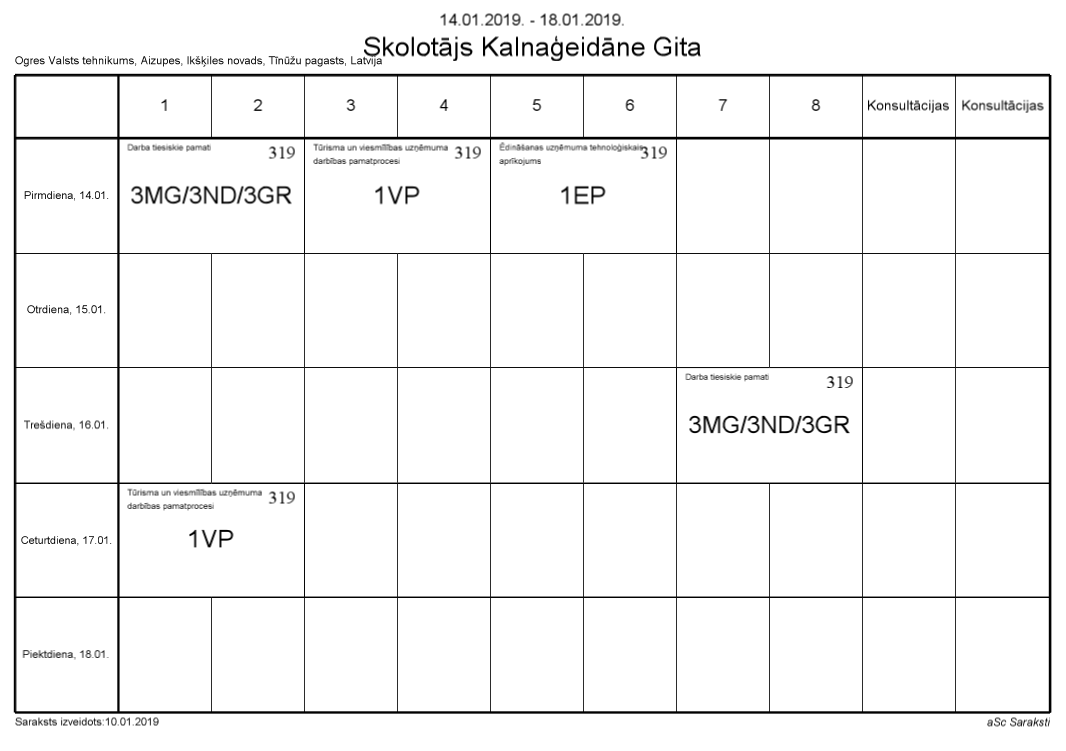 14.01.2019. - 18.01.2019.
Skolotājs Kalnaģeidāne Gita
Ogres Valsts tehnikums, Aizupes, Ikšķiles novads, Tīnūžu pagasts, Latvija
1 2 3 4 5 6 7 8 Konsultācijas Konsultācijas
Pirmdiena, 14.01.
Darba tiesiskie pamati 319
3MG/3ND/3GR
Tūrisma un viesmīlības uzņēmuma 319
darbības pamatprocesi
1VP
Ēdināšanas uzņēmuma tehnoloģiskais 319
aprīkojums
1EP
Otrdiena, 15.01.
Trešdiena, 16.01.
Darba tiesiskie pamati 319
3MG/3ND/3GR
Ceturtdiena, 17.01.
Tūrisma un viesmīlības uzņēmuma 319
darbības pamatprocesi
1VP
Piektdiena, 18.01.
Saraksts izveidots:10.01.2019
aSc Saraksti